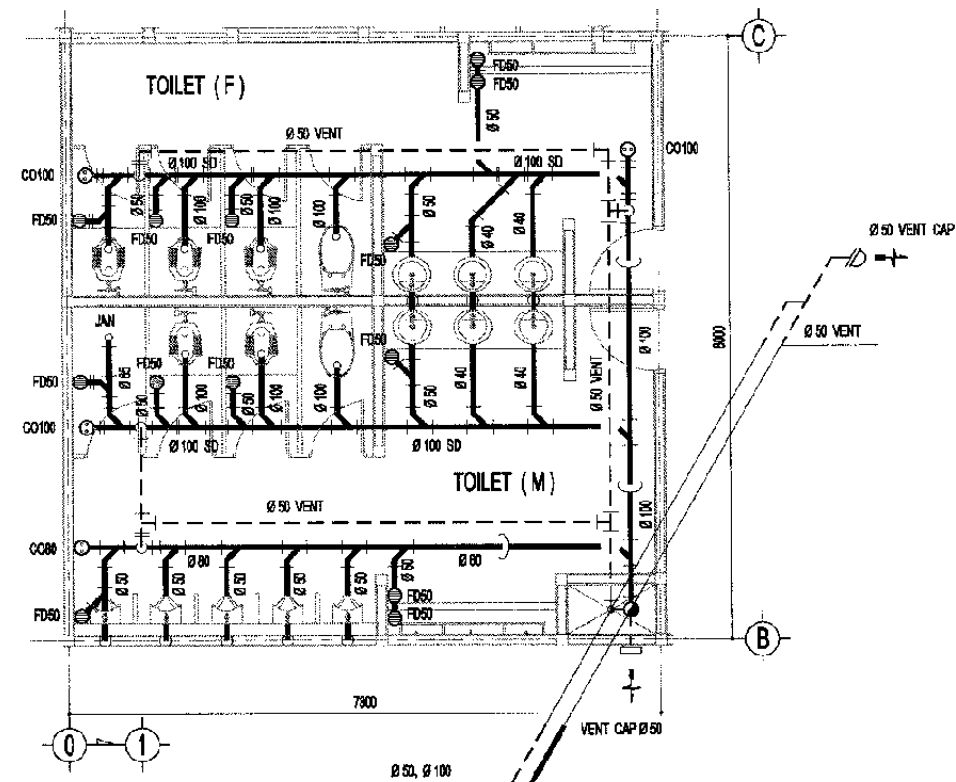 C
FD50
TOILET ( F )
FD50
Ø 50
Ø 50 VENT
CO100
Ø 100 SD
Ø 100 SD
CO100
Ø 50
Ø 100
Ø 50
Ø 100
Ø 100
Ø 50
Ø 40
Ø 40
FD50
FD50
FD50
FD50
Ø 50 VENT CAP
JAN
Ø 50 VENT
Ø 100
FD50
FD50
FD50
FD50
Ø 65
Ø 50
Ø 100
Ø 50
Ø 100
Ø 100
Ø 50
Ø 40
Ø 40
Ø 50 VENT
CO100
Ø 100 SD
Ø 100 SD
TOILET ( M )
Ø 50 VENT
Ø 100
CO80
Ø 80
Ø 50
Ø 50
Ø 50
Ø 50
Ø 50
Ø 50
FD50
FD50
FD50
B
7800
VENT CAP Ø 50
0
1
Ø 50, Ø 100